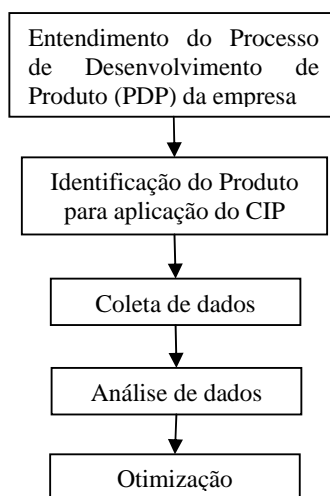 Entendimento do Processo
de Desenvolvimento de
Produto (PDP) da empresa
Identificação do Produto
para aplicação do CIP
Coleta de dados
Análise de dados
Otimização